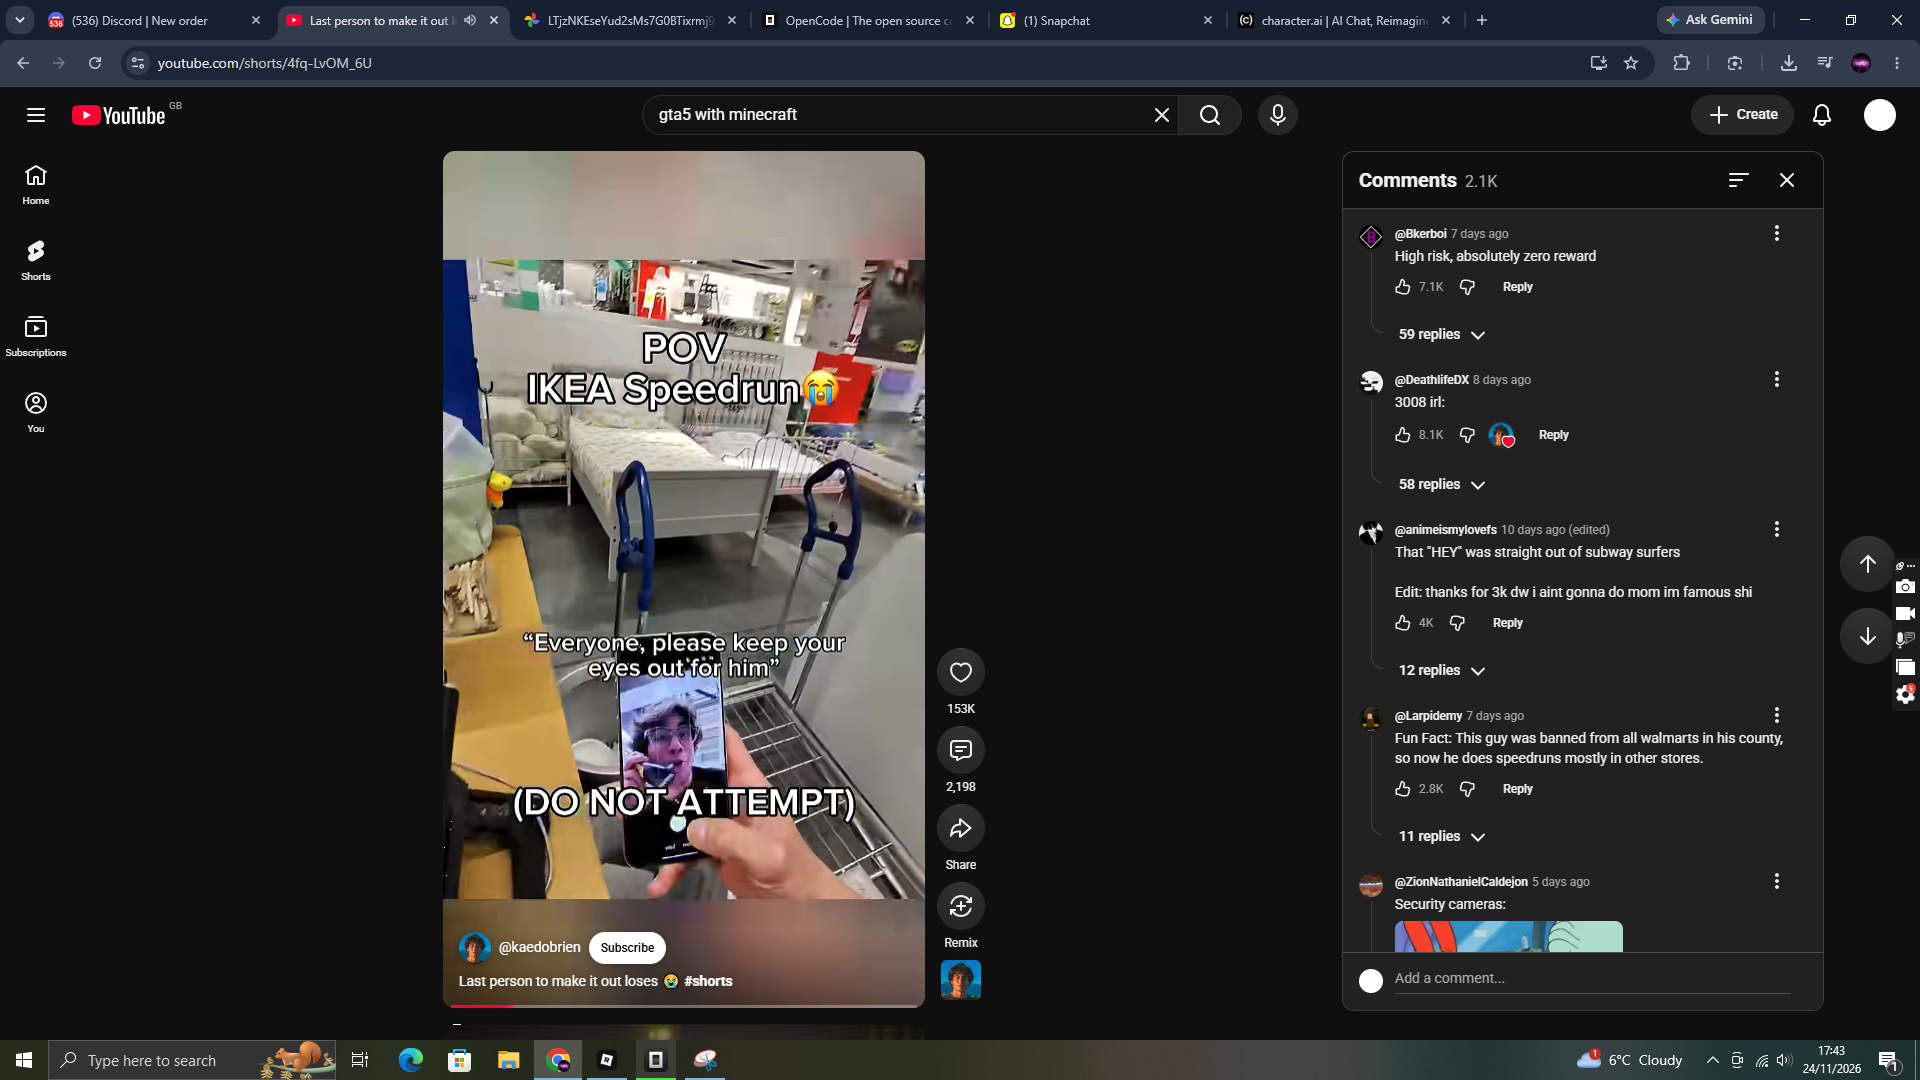 (536) Discord | New order
Last person to make it out l
LTjzNKEseYud2sMs7G0BTixrmj9
OpenCode | The open source c
(1) Snapchat
character.ai | AI Chat, Reimagin
Ask Gemini
youtube.com/shorts/4fq-LvOM_6U
YouTube
GB
gta5 with minecraft
Create
Home
Shorts
Subscriptions
You
POV
IKEA Speedrun😭
“Everyone, please keep your
eyes out for him”
(DO NOT ATTEMPT)
@kaedobrien
Subscribe
Last person to make it out loses 😭 #shorts
153K
2,198
Share
Remix
Comments 2.1K
@Bkerboi 7 days ago
High risk, absolutely zero reward
7.1K
Reply
59 replies
@DeathlifeDX 8 days ago
3008 irl:
8.1K
Reply
58 replies
@animeismylovefs 10 days ago (edited)
That "HEY" was straight out of subway surfers
Edit: thanks for 3k dw i aint gonna do mom im famous shi
4K
Reply
12 replies
@Larpidemy 7 days ago
Fun Fact: This guy was banned from all walmarts in his county,
so now he does speedruns mostly in other stores.
2.8K
Reply
11 replies
@ZionNathanielCaldejon 5 days ago
Security cameras:
Add a comment...
Type here to search
6°C Cloudy
17:43
24/11/2026